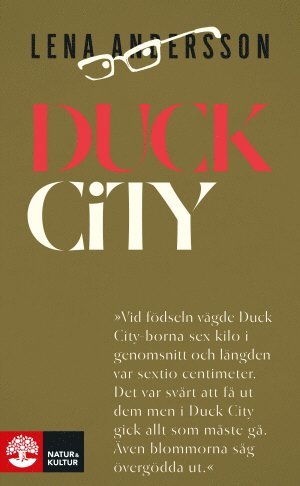 LENA ANDERSSON
DUCK
CiTY
»Vid födseln vägde Duck
City-borna sex kilo i
genomsnitt och längden
var sextio centimeter.
Det var svårt att få ut
dem men i Duck City
gick allt som måste gå.
Även blommorna såg
övergödda ut.«
NATUR&
KULTUR